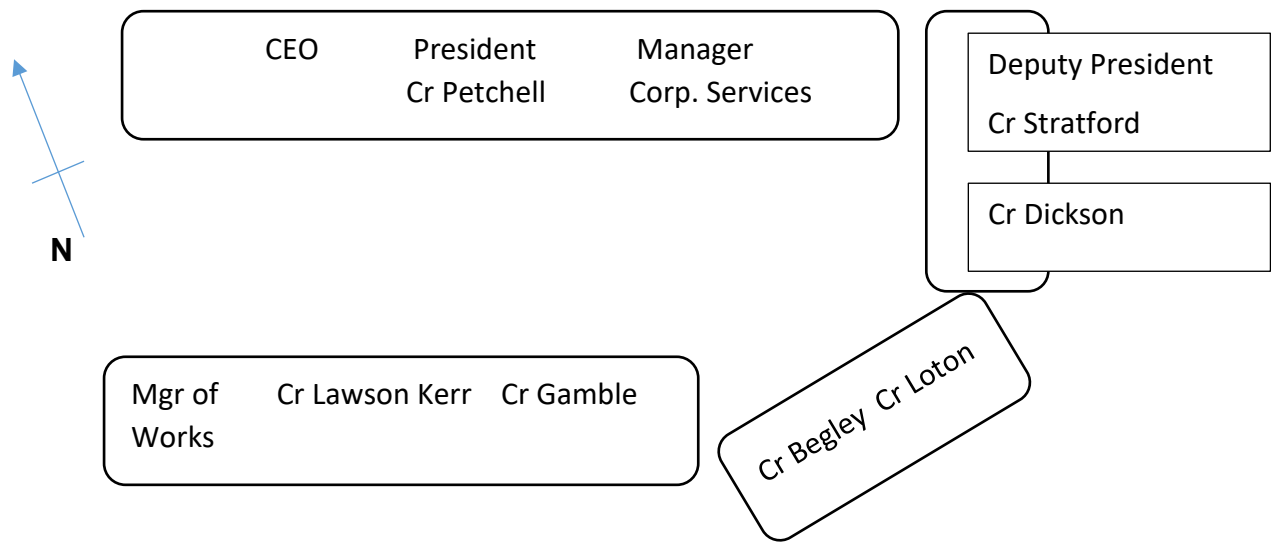 CEO President Manager
Cr Petchell Corp. Services
Deputy President
Cr Stratford
Cr Dickson
N
Mgr of Cr Lawson Kerr Cr Gamble
Works
Cr Begley Cr Loton